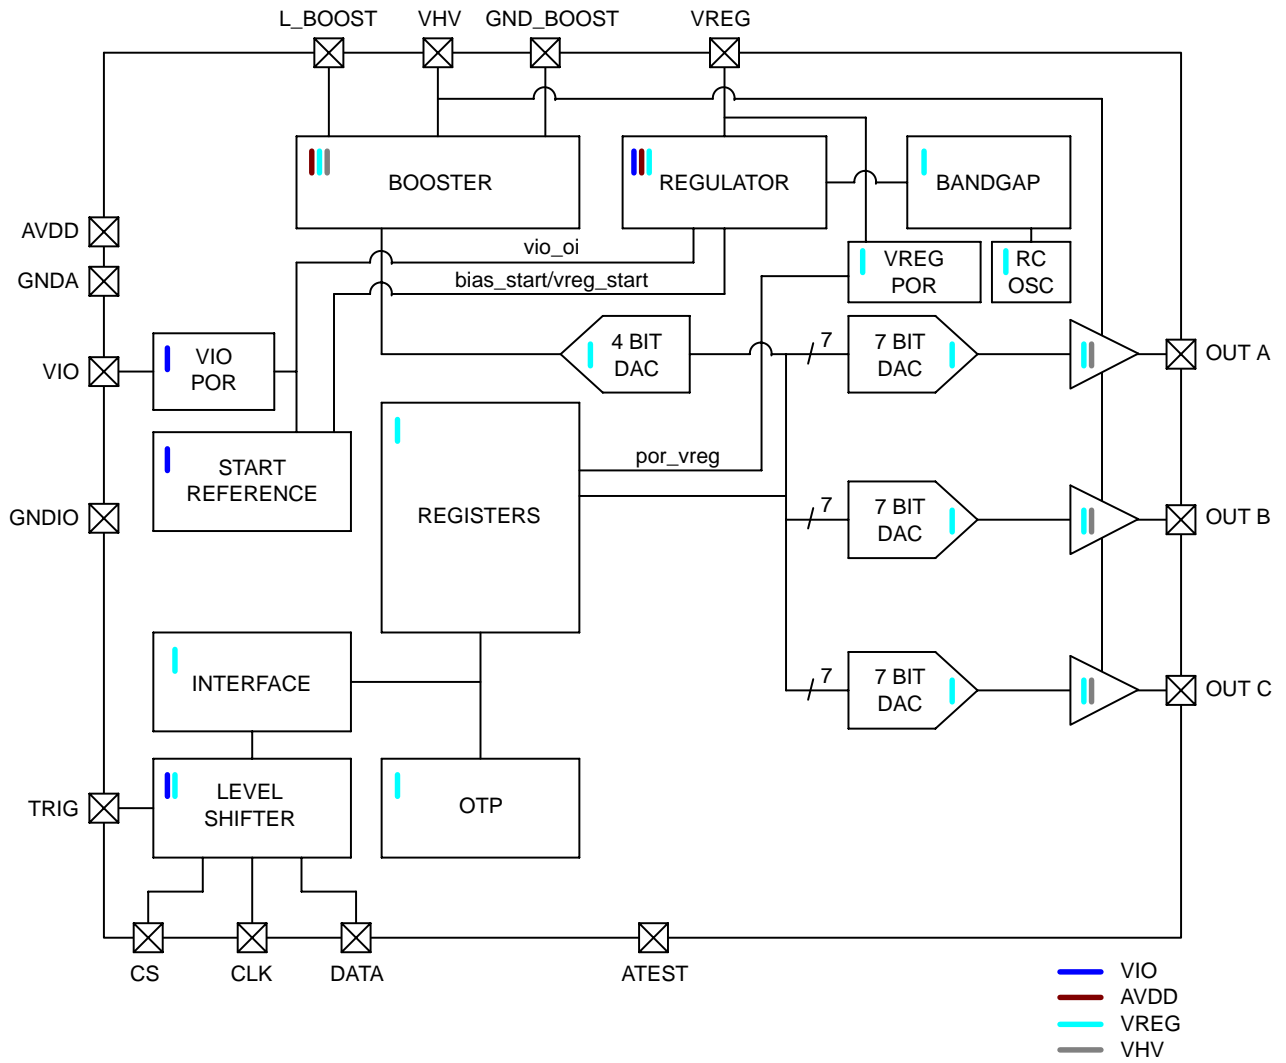 L_BOOST
VHV
GND_BOOST
VREG
BOOSTER
REGULATOR
BANDGAP
AVDD
vio_oi
VREG
POR
RC
OSC
GNDA
bias_start/vreg_start
VIO
VIO
POR
4 BIT
DAC
7
7 BIT
DAC
OUT A
START
REFERENCE
por_vreg
GNDIO
REGISTERS
7
7 BIT
DAC
OUT B
INTERFACE
7
7 BIT
DAC
OUT C
TRIG
LEVEL
SHIFTER
OTP
CS
CLK
DATA
ATEST
VIO
AVDD
VREG
VHV